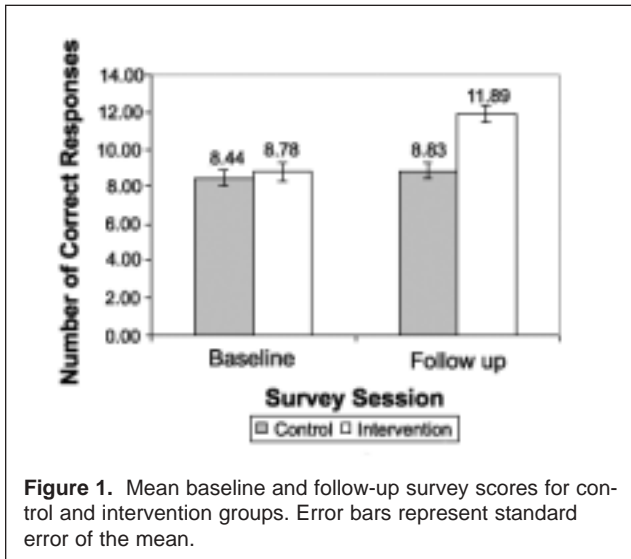 Number of Correct Responses
14.00
12.00
10.00
8.00
6.00
4.00
2.00
0.00
8.44
8.78
8.83
11.89
Baseline
Follow up
Survey Session
Control
Intervention
Figure 1. Mean baseline and follow-up survey scores for con-
trol and intervention groups. Error bars represent standard
error of the mean.